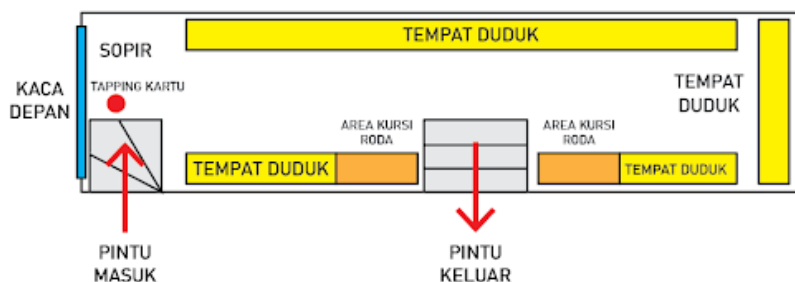 TEMPAT DUDUK
SOPIR
KACA
DEPAN
TAPPING KARTU
TEMPAT
DUDUK
AREA KURSI
RODA
AREA KURSI
RODA
TEMPAT DUDUK
TEMPAT DUDUK
PINTU
MASUK
PINTU
KELUAR